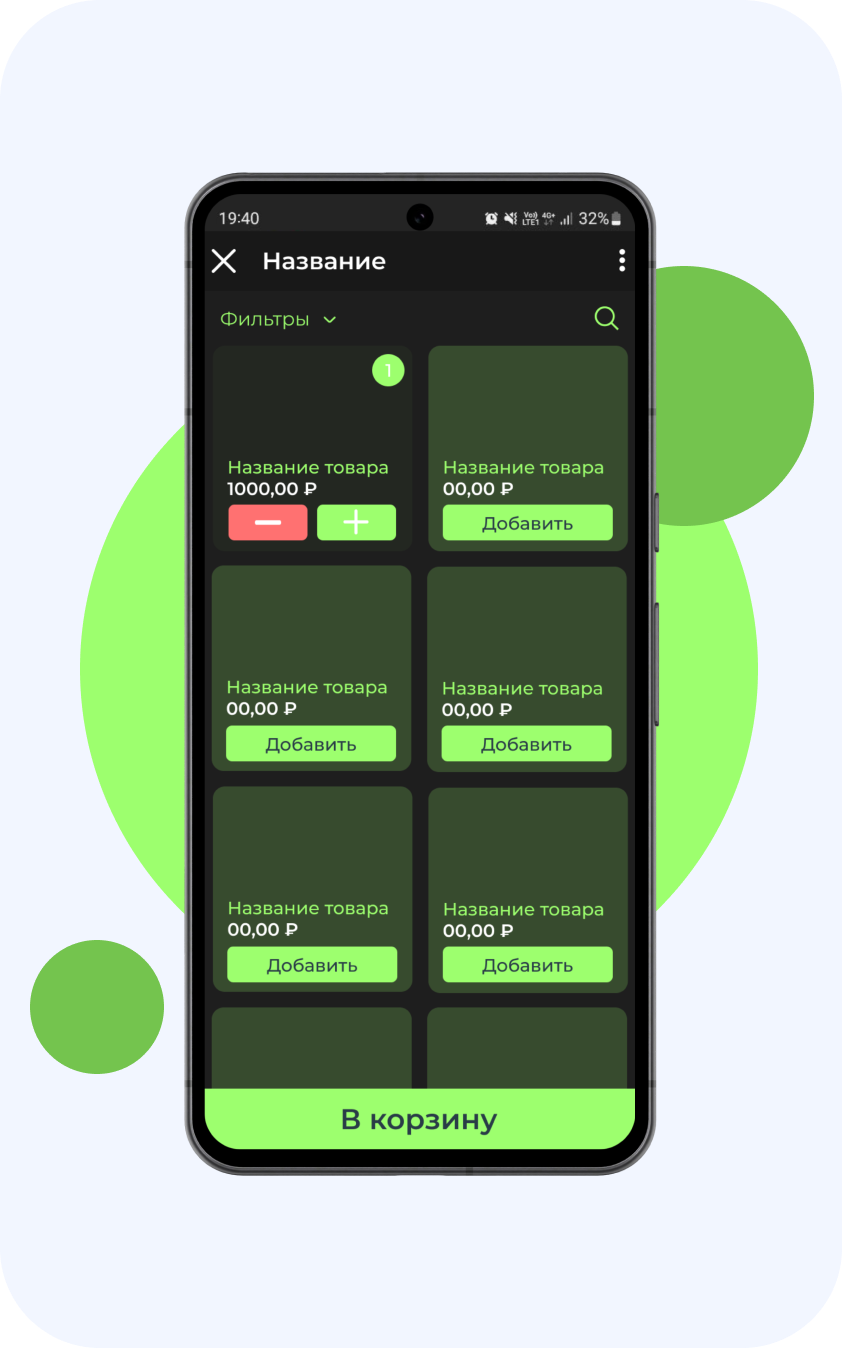 19:40 Vo)) LTE1 4G+ 32%
Название
Фильтры
1
Название товара
1000,00 ₽
Название товара
00,00 ₽
Добавить
Название товара
00,00 ₽
Добавить
Название товара
00,00 ₽
Добавить
Название товара
00,00 ₽
Добавить
Название товара
00,00 ₽
Добавить
В корзину